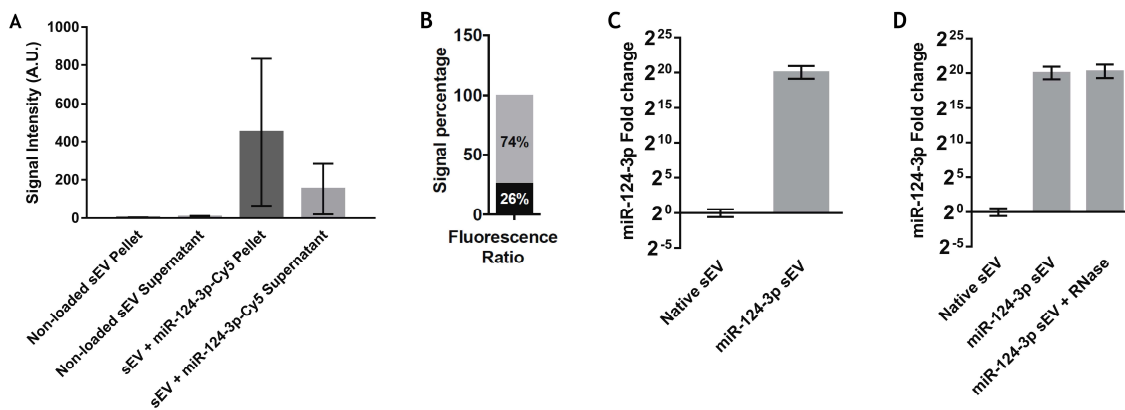 A
Signal Intensity (A.U.)
1000
800
600
400
200
0
Non-loaded sEV Pellet
Non-loaded sEV Supernatant
sEV + miR-124-3p-Cy5 Pellet
sEV + miR-124-3p-Cy5 Supernatant
B
Signal percentage
150
100
50
0
74%
26%
Fluorescence
Ratio
C
miR-124-3p Fold change
2^25
2^20
2^15
2^10
2^5
2^0
2^-5
Native sEV
miR-124-3p sEV
D
miR-124-3p Fold change
2^25
2^20
2^15
2^10
2^5
2^0
2^-5
Native sEV
miR-124-3p sEV
miR-124-3p sEV + RNase